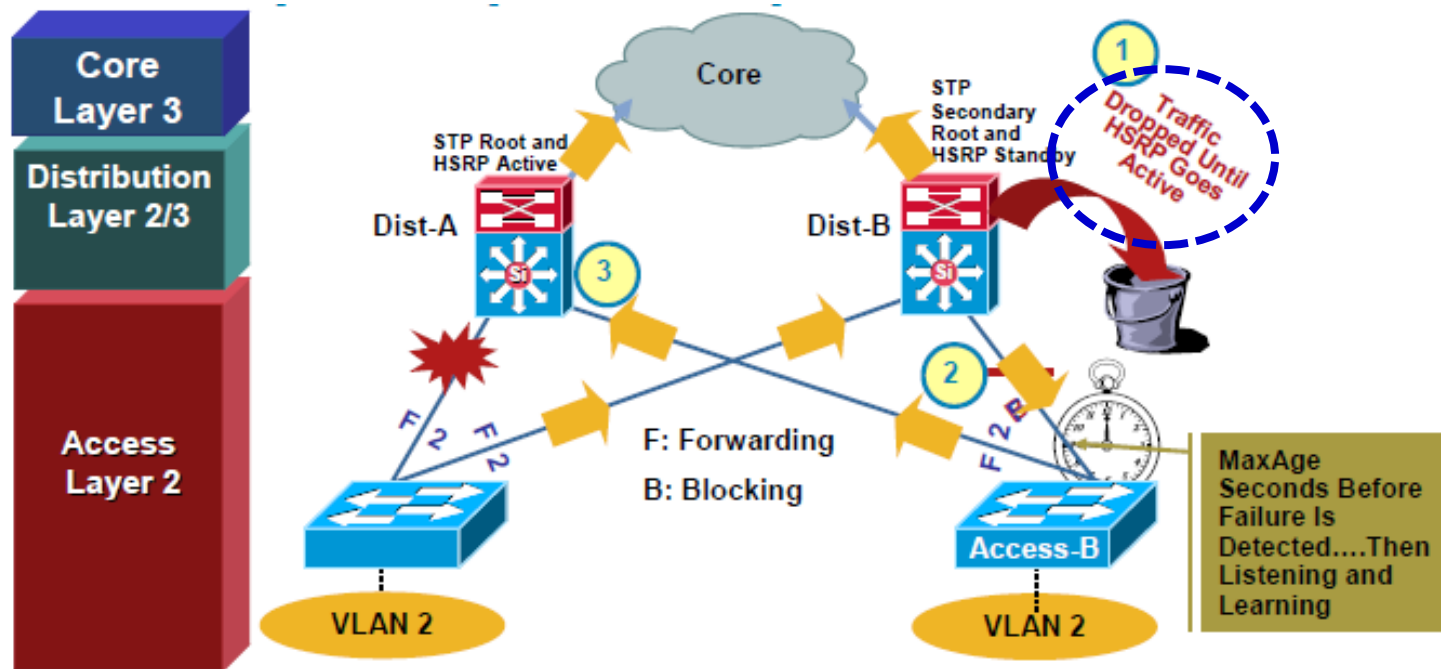 Core
Layer 3
Distribution
Layer 2/3
Access
Layer 2
Core
STP Root and
HSRP Active
STP
Secondary
Root and
HSRP Standby
1
Traffic
Dropped Until
HSRP Goes
Active
Dist-A
Dist-B
Si
Si
3
2
F 2
F 2
F 2
B
F: Forwarding
B: Blocking
MaxAge
Seconds Before
Failure Is
Detected....Then
Listening and
Learning
Access-B
VLAN 2
VLAN 2